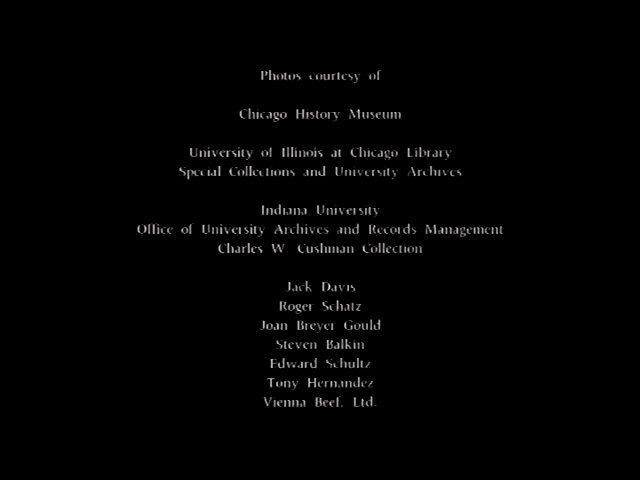 Photos courtesy of
Chicago History Museum
University of Illinois at Chicago Library
Special Collections and University Archives
Indiana University
Office of University Archives and Records Management
Charles W. Cushman Collection
Jack Davis
Roger Schatz
Joan Breyer Gould
Steven Balkin
Edward Schultz
Tony Hernandez
Vienna Beef, Ltd.